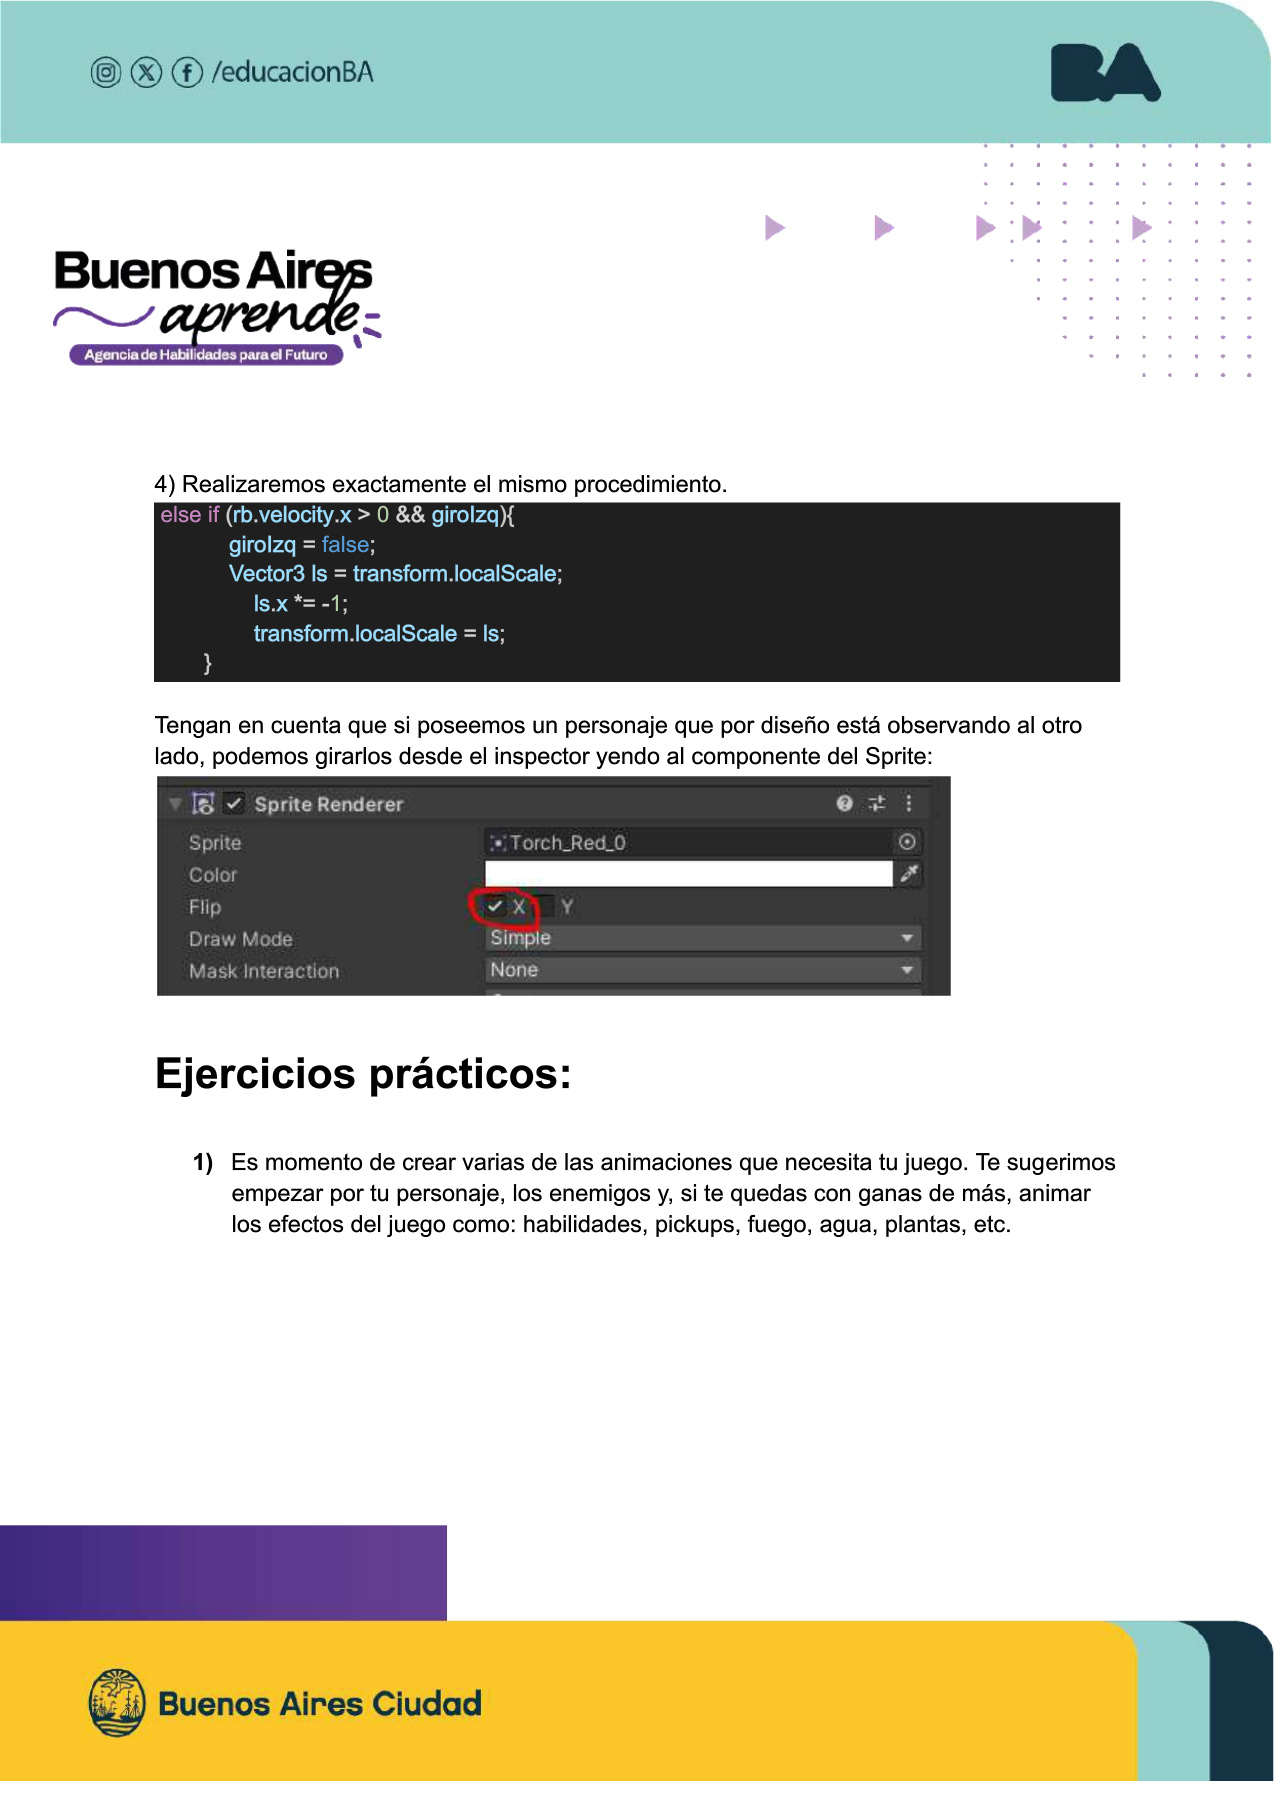 /educacionBA
BA
Buenos Aires
aprende
Agencia de Habilidades para el Futuro
4) Realizaremos exactamente el mismo procedimiento.
else if (rb.velocity.x > 0 && giroIzq){
giroIzq = false;
Vector3 ls = transform.localScale;
ls.x *= -1;
transform.localScale = ls;
}
Tengan en cuenta que si poseemos un personaje que por diseño está observando al otro
lado, podemos girarlos desde el inspector yendo al componente del Sprite:
Sprite Renderer
Sprite Torch_Red_0
Color
Flip X Y
Draw Mode Simple
Mask Interaction None
Ejercicios prácticos:
1) Es momento de crear varias de las animaciones que necesita tu juego. Te sugerimos
empezar por tu personaje, los enemigos y, si te quedas con ganas de más, animar
los efectos del juego como: habilidades, pickups, fuego, agua, plantas, etc.
Buenos Aires Ciudad